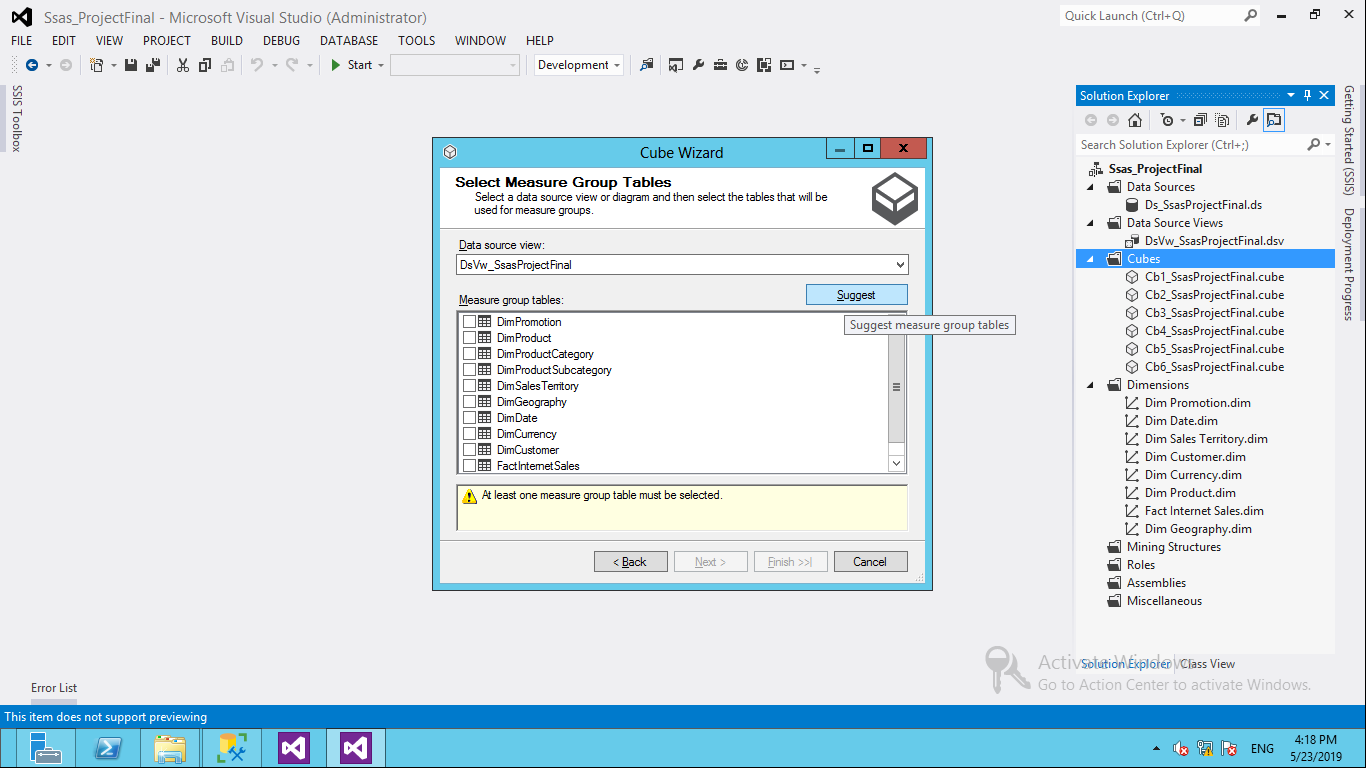 Ssas_ProjectFinal - Microsoft Visual Studio (Administrator)
Quick Launch (Ctrl+Q)
FILE EDIT VIEW PROJECT BUILD DEBUG DATABASE TOOLS WINDOW HELP
Start
Development
SSIS Toolbox
Cube Wizard
Select Measure Group Tables
Select a data source view or diagram and then select the tables that will be
used for measure groups.
Data source view:
DsVw_SsasProjectFinal
Suggest
Measure group tables:
Suggest measure group tables
DimPromotion
DimProduct
DimProductCategory
DimProductSubcategory
DimSalesTerritory
DimGeography
DimDate
DimCurrency
DimCustomer
FactInternetSales
At least one measure group table must be selected.
< Back
Next >
Finish >>|
Cancel
Solution Explorer
Search Solution Explorer (Ctrl+;)
Ssas_ProjectFinal
Data Sources
Ds_SsasProjectFinal.ds
Data Source Views
DsVw_SsasProjectFinal.dsv
Cubes
Cb1_SsasProjectFinal.cube
Cb2_SsasProjectFinal.cube
Cb3_SsasProjectFinal.cube
Cb4_SsasProjectFinal.cube
Cb5_SsasProjectFinal.cube
Cb6_SsasProjectFinal.cube
Dimensions
Dim Promotion.dim
Dim Date.dim
Dim Sales Territory.dim
Dim Customer.dim
Dim Currency.dim
Dim Product.dim
Fact Internet Sales.dim
Dim Geography.dim
Mining Structures
Roles
Assemblies
Miscellaneous
Solution Explorer Class View
Getting Started (SSIS)
Deployment Progress
Activate Windows
Go to Action Center to activate Windows.
Error List
This item does not support previewing
ENG
4:18 PM
5/23/2019